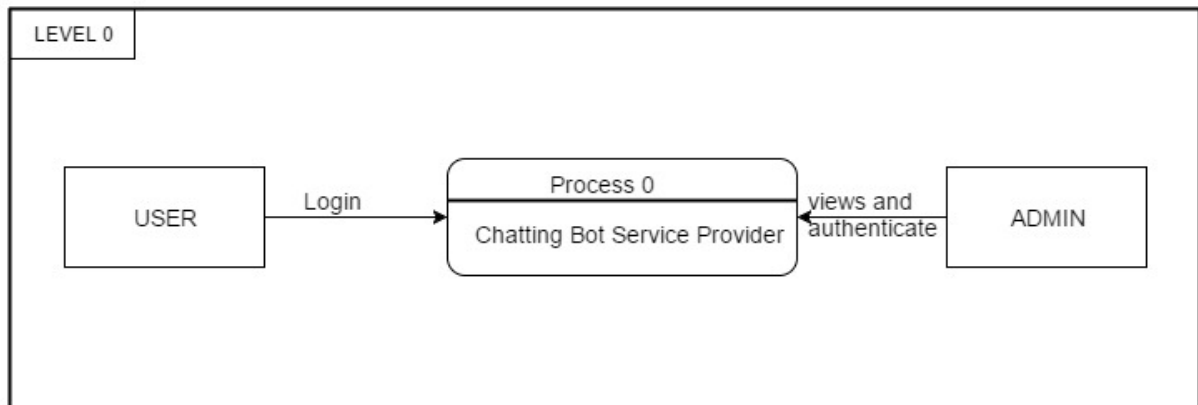 LEVEL 0
USER
Login
Process 0
Chatting Bot Service Provider
views and
authenticate
ADMIN